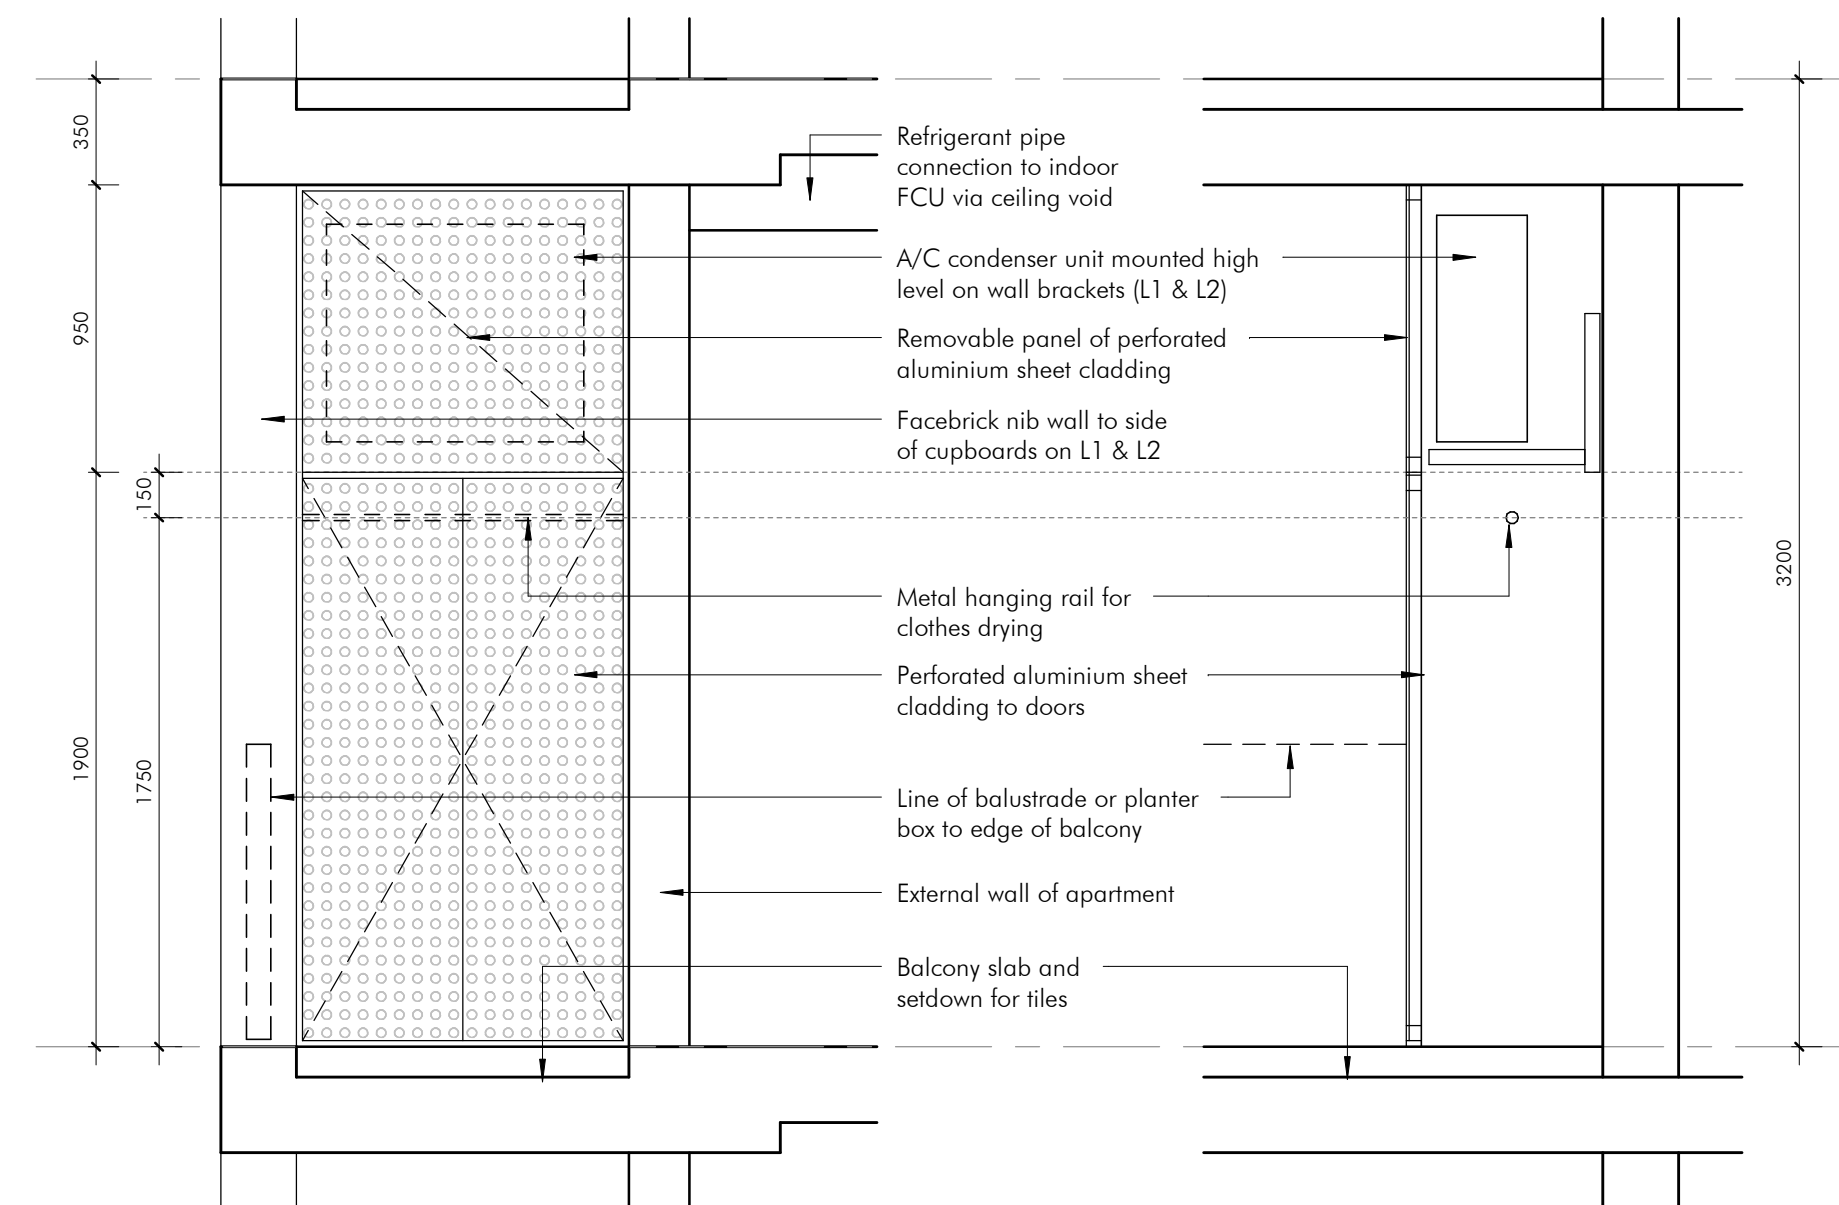 350
Refrigerant pipe
connection to indoor
FCU via ceiling void
A/C condenser unit mounted high
level on wall brackets (L1 & L2)
950
Removable panel of perforated
aluminium sheet cladding
Facebrick nib wall to side
of cupboards on L1 & L2
150
3200
Metal hanging rail for
clothes drying
Perforated aluminium sheet
cladding to doors
1900
1750
Line of balustrade or planter
box to edge of balcony
External wall of apartment
Balcony slab and
setdown for tiles